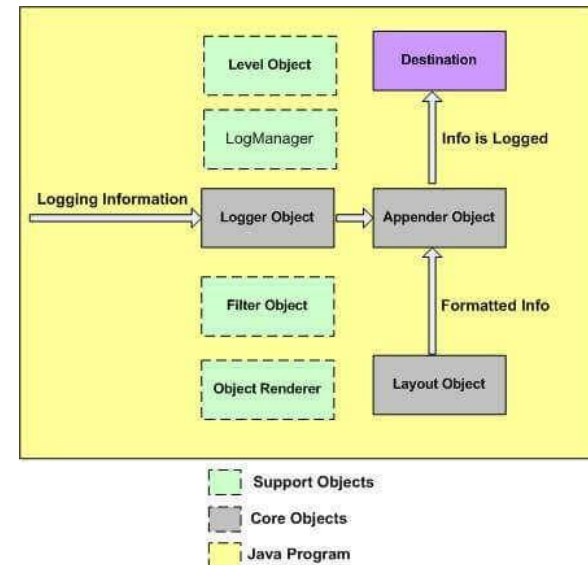 Level Object
Destination
LogManager
Info is Logged
Logging Information
Logger Object
Appender Object
Filter Object
Formatted Info
Object Renderer
Layout Object
Support Objects
Core Objects
Java Program